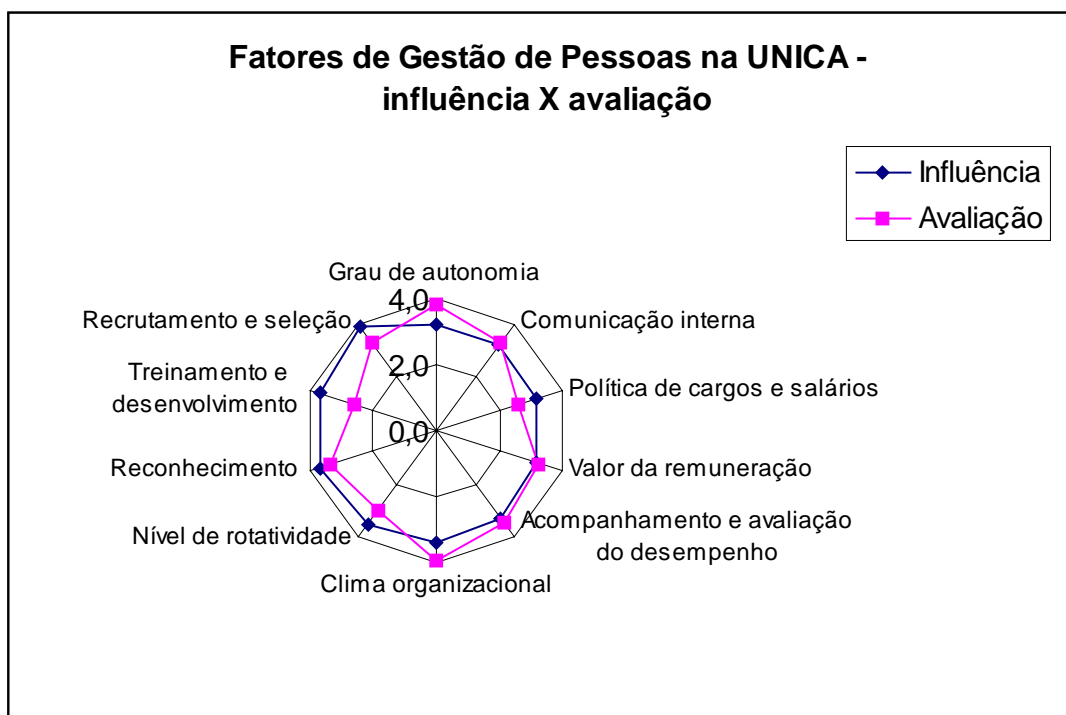 Fatores de Gestão de Pessoas na UNICA -
influência X avaliação
Influência
Avaliação
Grau de autonomia
4,0
Recrutamento e seleção
Comunicação interna
2,0
Treinamento e
desenvolvimento
Política de cargos e salários
0,0
Reconhecimento
Valor da remuneração
Nível de rotatividade
Acompanhamento e avaliação
do desempenho
Clima organizacional